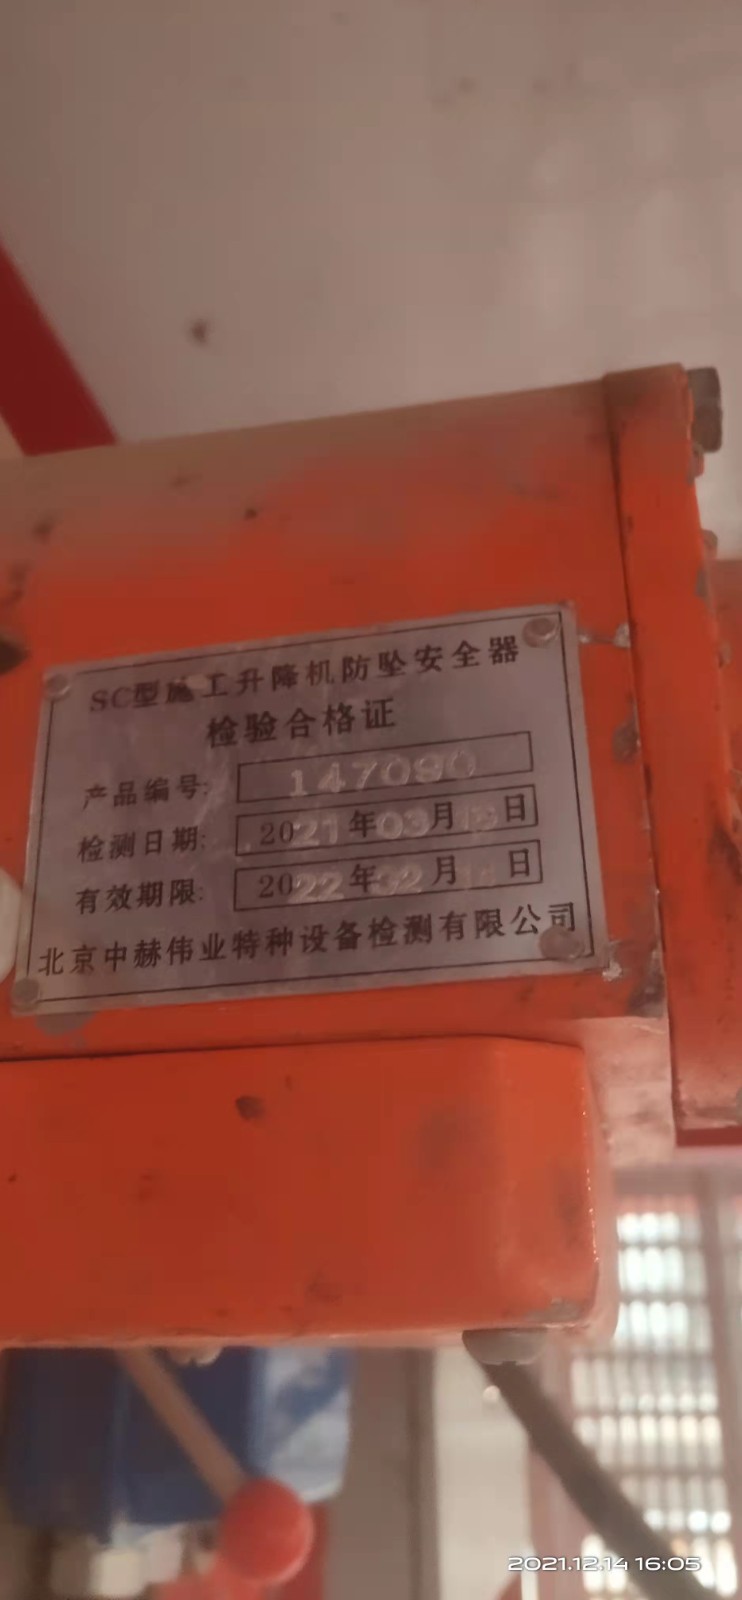 SC型施工升降机防坠安全器
检验合格证
产品编号:
检测日期: 2021年03月 日
有效期限: 2022年 月 日
北京中赫伟业特种设备检测有限公司
2021.12.14 16:05